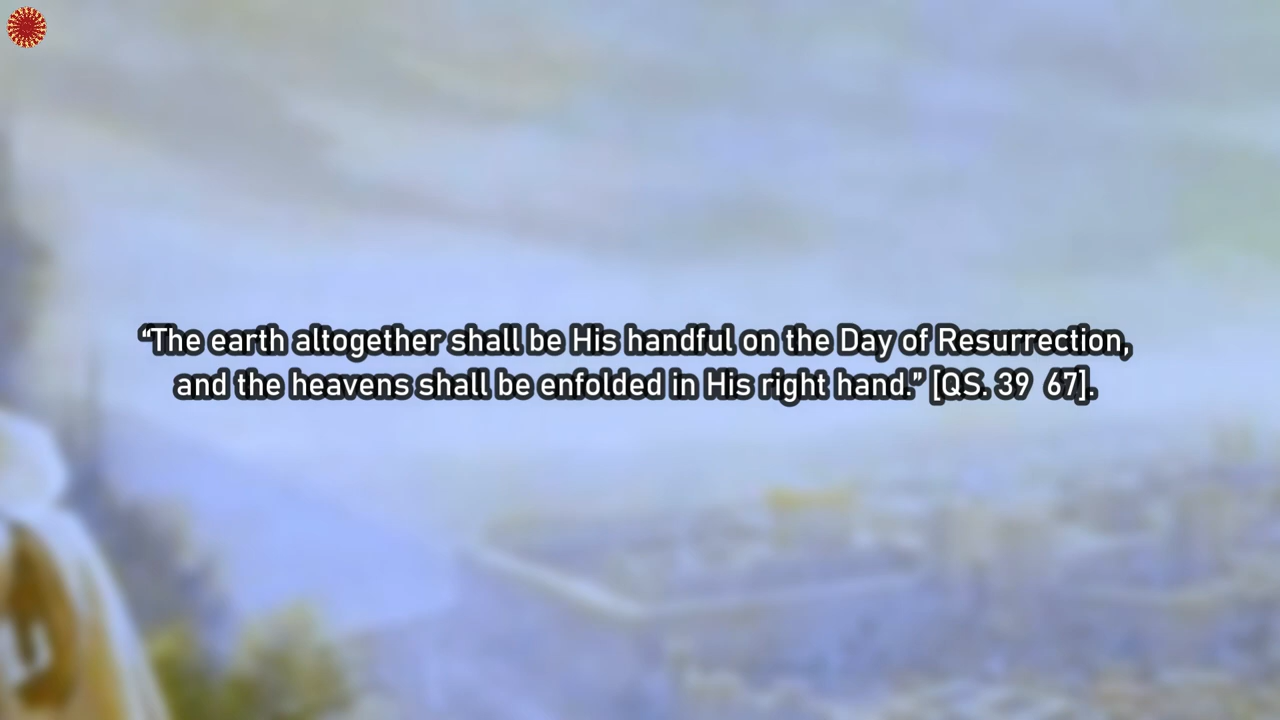 “The earth altogether shall be His handful on the Day of Resurrection,
and the heavens shall be enfolded in His right hand.” [QS. 39  67].